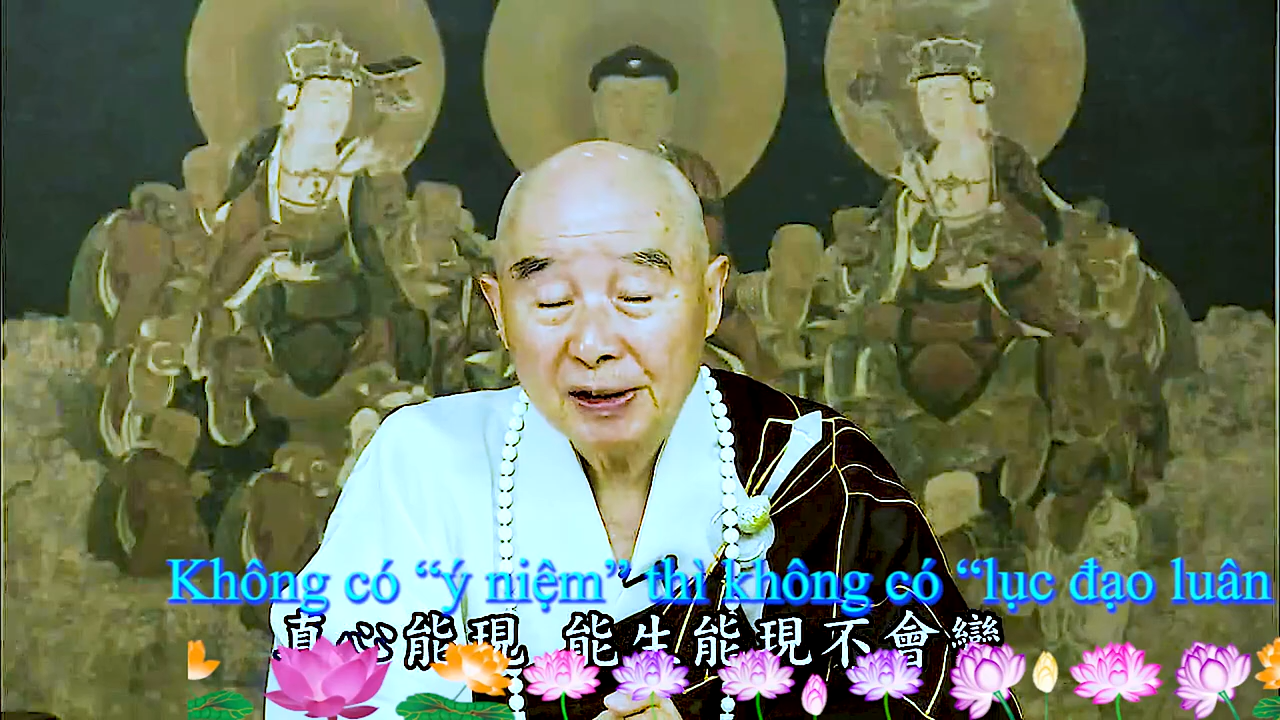 Không có “ý niệm” thì không có “lục đạo luân
真心能現 能生能現不會變